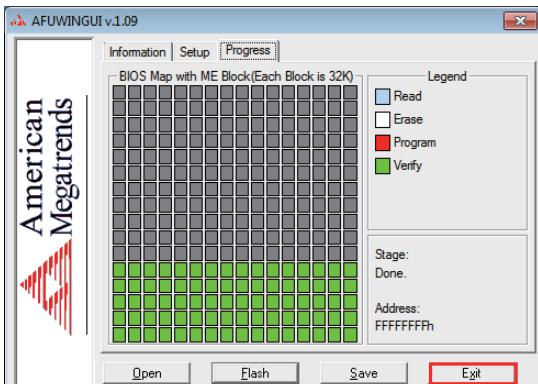 AFUWINGUI v.1.09
Information Setup Progress
BIOS Map with ME Block(Each Block is 32K)
Legend
Read
Erase
Program
Verify
Stage:
Done.
Address:
FFFFFFFFh
American
Megatrends
Open Flash Save Exit